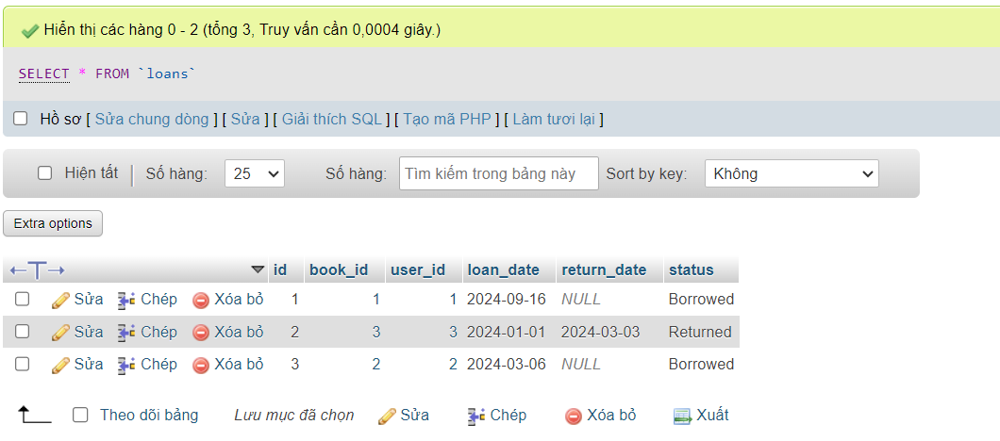 Hiển thị các hàng 0 - 2 (tổng 3, Truy vấn cần 0,0004 giây.)
SELECT * FROM `loans`
Hồ sơ [ Sửa chung dòng ] [ Sửa ] [ Giải thích SQL ] [ Tạo mã PHP ] [ Làm tươi lại ]
Hiện tất | Số hàng: 25 Số hàng: Tìm kiếm trong bảng này Sort by key: Không
Extra options
id book_id user_id loan_date return_date status
Sửa Chép Xóa bỏ 1 1 1 2024-09-16 NULL Borrowed
Sửa Chép Xóa bỏ 2 3 3 2024-01-01 2024-03-03 Returned
Sửa Chép Xóa bỏ 3 2 2 2024-03-06 NULL Borrowed
Theo dõi bảng Lưu mục đã chọn Sửa Chép Xóa bỏ Xuất